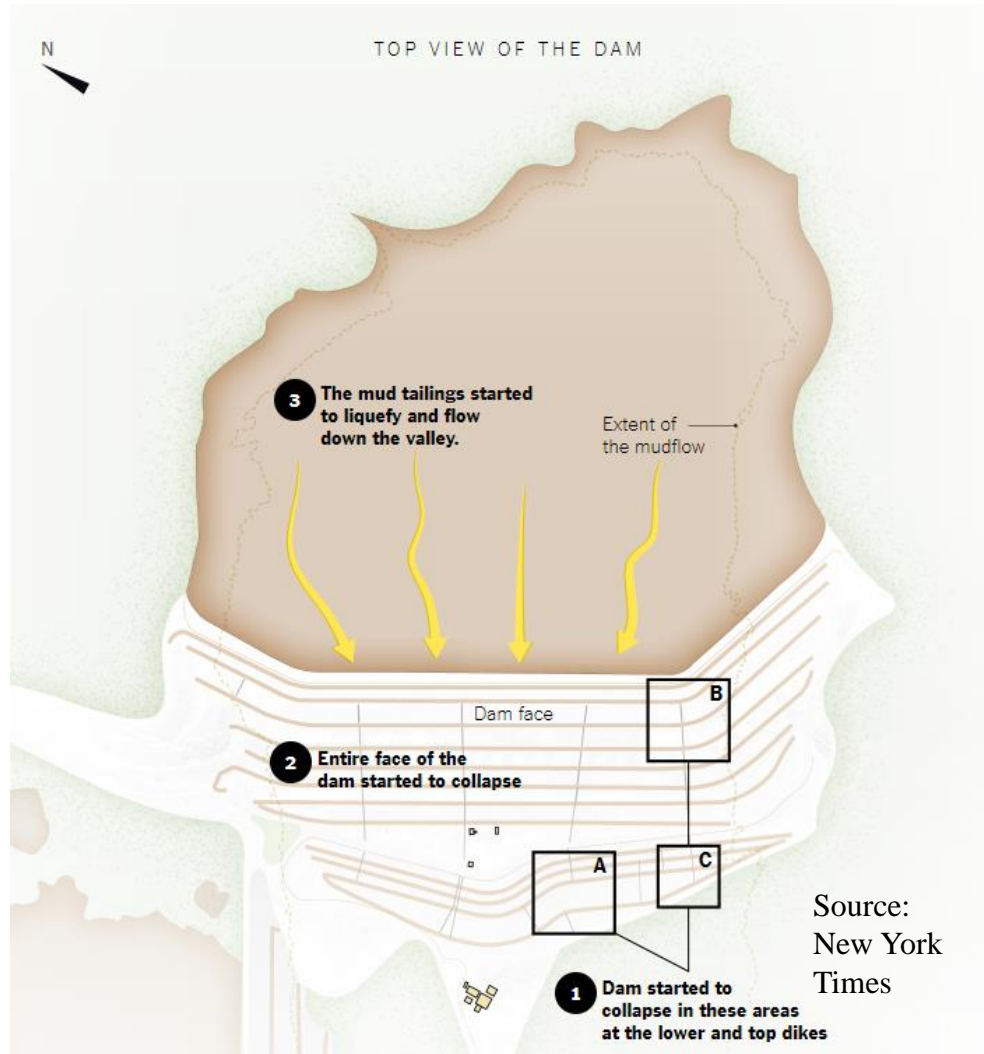 N
TOP VIEW OF THE DAM
3
The mud tailings started
to liquefy and flow
down the valley.
Extent of
the mudflow
B
Dam face
2
Entire face of the
dam started to collapse
A
C
Source:
New York
Times
1
Dam started to
collapse in these areas
at the lower and top dikes